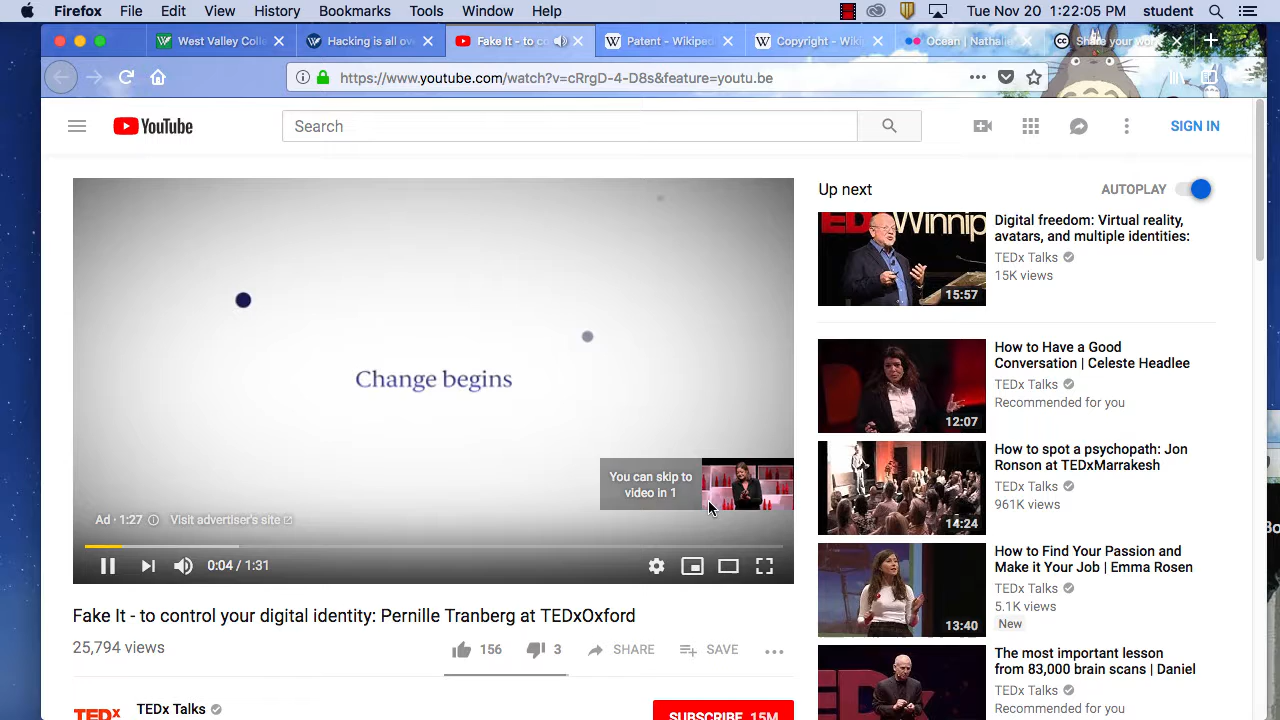 Firefox File Edit View History Bookmarks Tools Window Help Tue Nov 20 1:22:05 PM student
West Valley Colle Hacking IS alre Fake It - to co Patent - Wikiped Copyright - Wiki Ocean | Nathalie Share your wo
https://www.youtube.com/watch?v=cRrgD-4-D8s&feature=youtu.be
YouTube
Search
SIGN IN
Change begins
You can skip to
video in 1
Ad · 1:27
Visit advertiser's site
0:04 / 1:31
Fake It - to control your digital identity: Pernille Tranberg at TEDxOxford
25,794 views
156 3 SHARE SAVE
TEDx
TEDx Talks
SUBSCRIBE 15M
Up next
AUTOPLAY
Winnip
15:57
Digital freedom: Virtual reality,
avatars, and multiple identities:
TEDx Talks
15K views
12:07
How to Have a Good
Conversation | Celeste Headlee
TEDx Talks
Recommended for you
14:24
How to spot a psychopath: Jon
Ronson at TEDxMarrakesh
TEDx Talks
961K views
13:40
How to Find Your Passion and
Make it Your Job | Emma Rosen
TEDx Talks
5.1K views
New
The most important lesson
from 83,000 brain scans | Daniel
TEDx Talks
Recommended for you